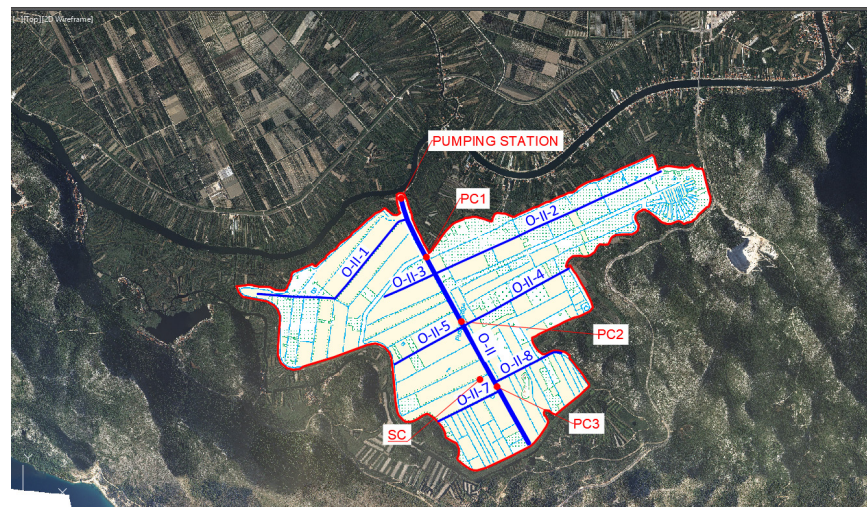 [-][Top][2D Wireframe]
PUMPING STATION
PC1
O-II-2
O-II-1
O-II-3
O-II-4
O-II-5
O-II
PC2
O-II-8
O-II-7
SC
PC3
X